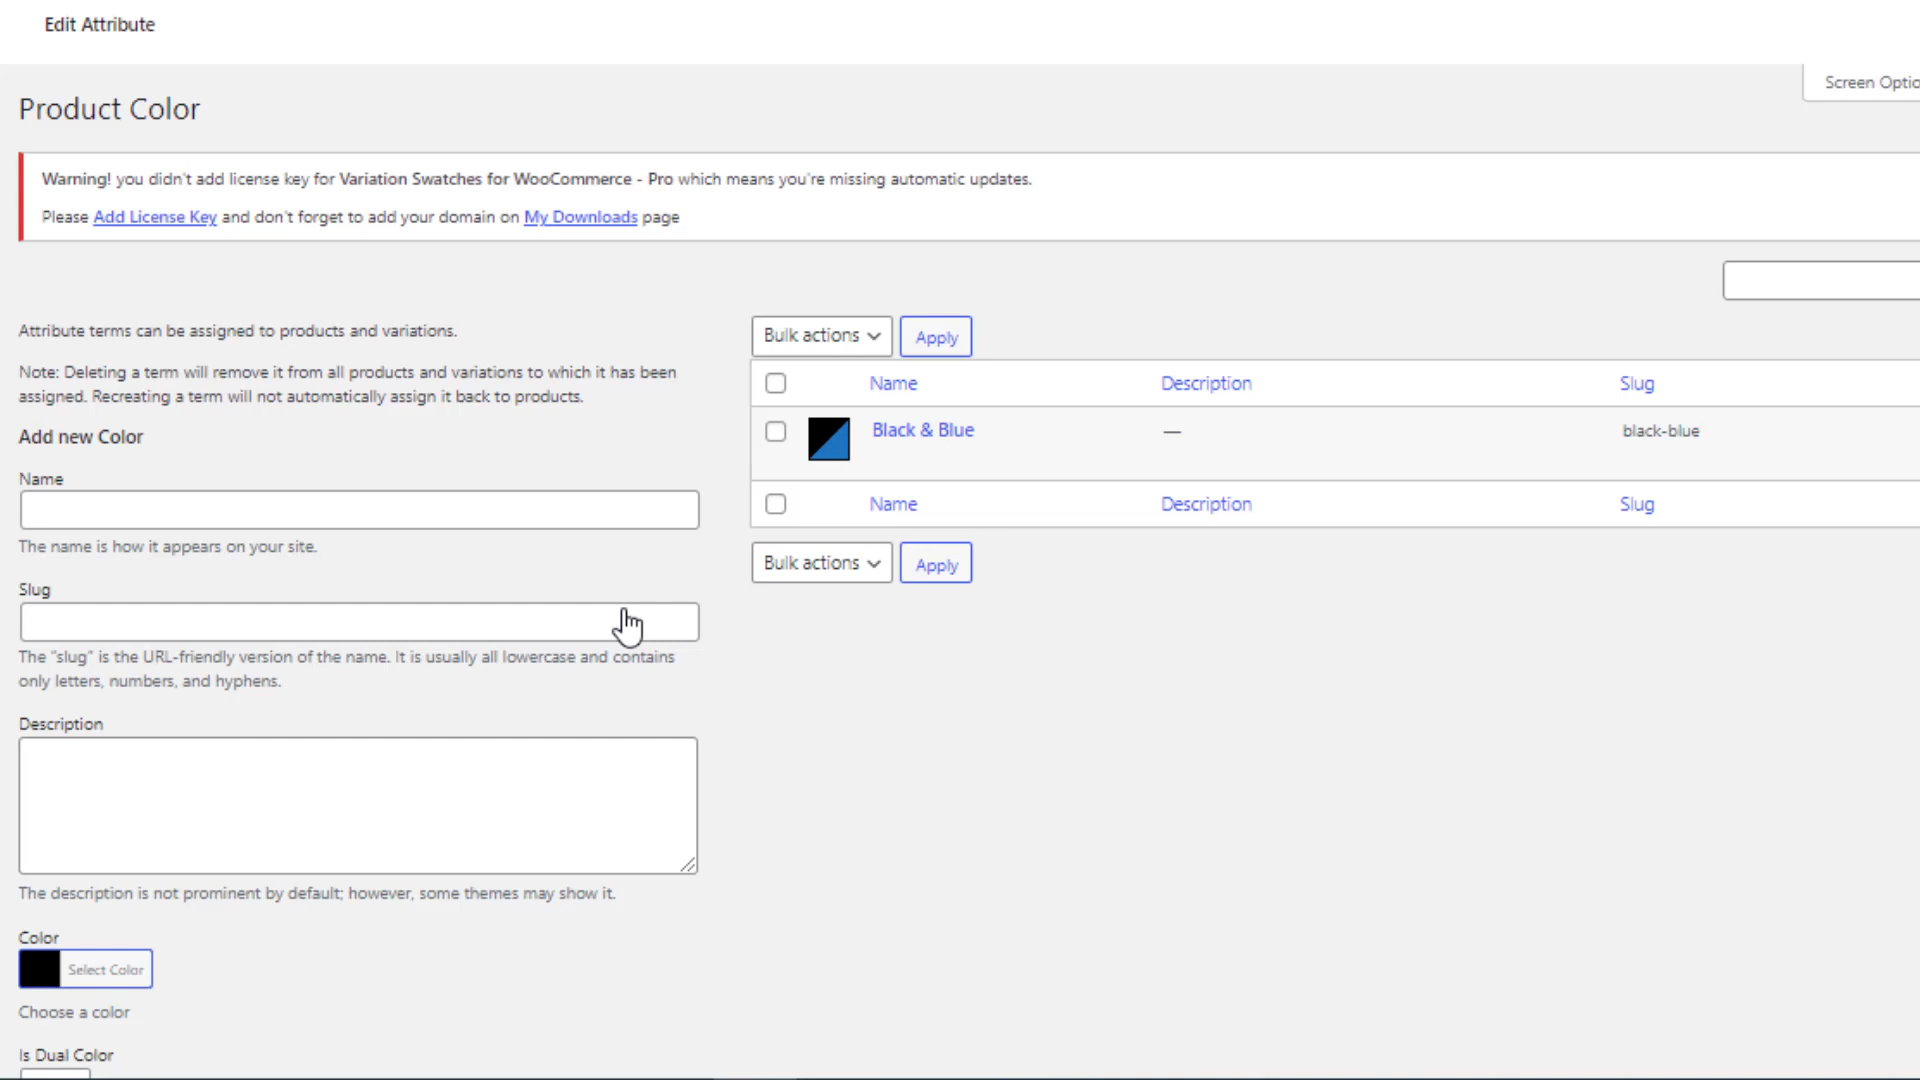 Edit Attribute
Screen Optio
Product Color
Warning! you didn't add license key for Variation Swatches for WooCommerce - Pro which means you're missing automatic updates.
Please Add License Key and don't forget to add your domain on My Downloads page
Attribute terms can be assigned to products and variations.
Note: Deleting a term will remove it from all products and variations to which it has been
assigned. Recreating a term will not automatically assign it back to products.
Add new Color
Name
The name is how it appears on your site.
Slug
The "slug" is the URL-friendly version of the name. It is usually all lowercase and contains
only letters, numbers, and hyphens.
Description
The description is not prominent by default; however, some themes may show it.
Color
Select Color
Choose a color
Is Dual Color
Bulk actions Apply
Name Description Slug
Black & Blue — black-blue
Name Description Slug
Bulk actions Apply